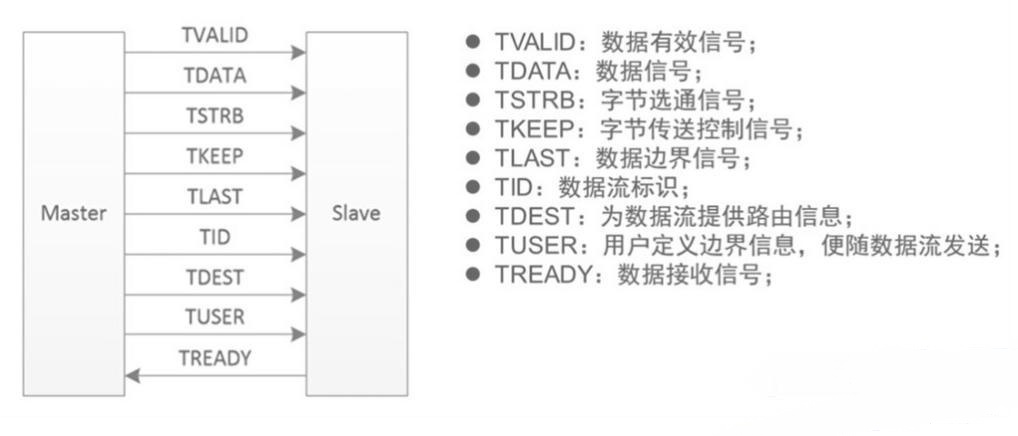 TVALID
TDATA
TSTRB
TKEEP
TLAST
Master
Slave
TID
TDEST
TUSER
TREADY
● TVALID：数据有效信号；
● TDATA：数据信号；
● TSTRB：字节选通信号；
● TKEEP：字节传送控制信号；
● TLAST：数据边界信号；
● TID：数据流标识；
● TDEST：为数据流提供路由信息；
● TUSER：用户定义边界信息，便随数据流发送；
● TREADY：数据接收信号；